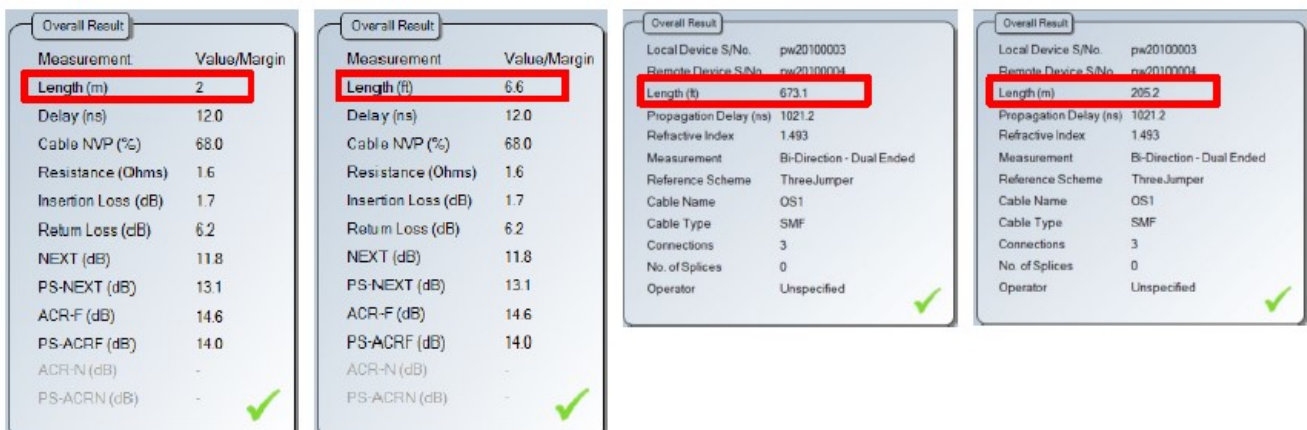 Overall Result
Measurement Value/Margin
Length (m) 2
Delay (ns) 12.0
Cable NVP (%) 68.0
Resistance (Ohms) 1.6
Insertion Loss (dB) 1.7
Return Loss (dB) 6.2
NEXT (dB) 11.8
PS-NEXT (dB) 13.1
ACR-F (dB) 14.6
PS-ACRF (dB) 14.0
ACR-N (dB) -
PS-ACRN (dB) -
Overall Result
Measurement Value/Margin
Length (ft) 6.6
Delay (ns) 12.0
Cable NVP (%) 68.0
Resistance (Ohms) 1.6
Insertion Loss (dB) 1.7
Return Loss (dB) 6.2
NEXT (dB) 11.8
PS-NEXT (dB) 13.1
ACR-F (dB) 14.6
PS-ACRF (dB) 14.0
ACR-N (dB) -
PS-ACRN (dB) -
Overall Result
Local Device S/No. pw20100003
Remote Device S/No. pw20100004
Length (ft) 673.1
Propagation Delay (ns) 1021.2
Refractive Index 1.493
Measurement Bi-Direction - Dual Ended
Reference Scheme ThreeJumper
Cable Name OS1
Cable Type SMF
Connections 3
No. of Splices 0
Operator Unspecified
Overall Result
Local Device S/No. pw20100003
Remote Device S/No. pw20100004
Length (m) 205.2
Propagation Delay (ns) 1021.2
Refractive Index 1.493
Measurement Bi-Direction - Dual Ended
Reference Scheme ThreeJumper
Cable Name OS1
Cable Type SMF
Connections 3
No. of Splices 0
Operator Unspecified